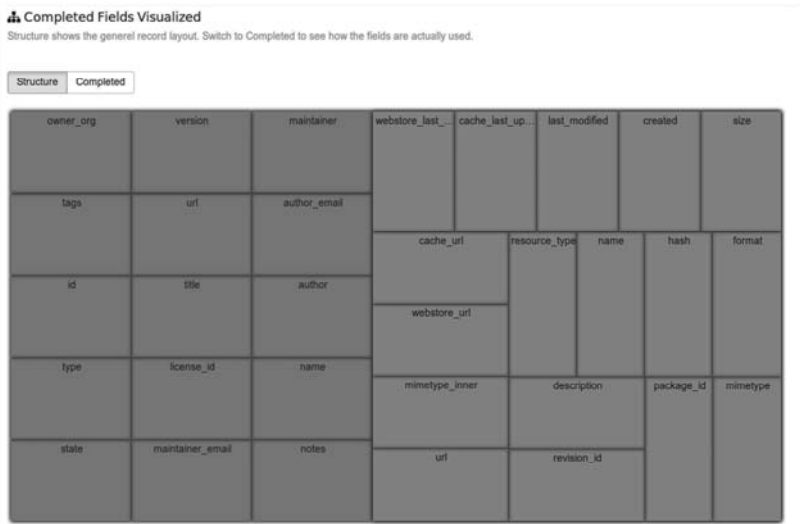 Completed Fields Visualized
Structure shows the generel record layout. Switch to Completed to see how the fields are actually used.
Structure Completed
owner_org version maintainer webstore_last_... cache_last_up... last_modified created size
tags url author_email
cache_url resource_type name hash format
id title author
webstore_url
type license_id name
mimetype_inner description package_id mimetype
state maintainer_email notes
url revision_id